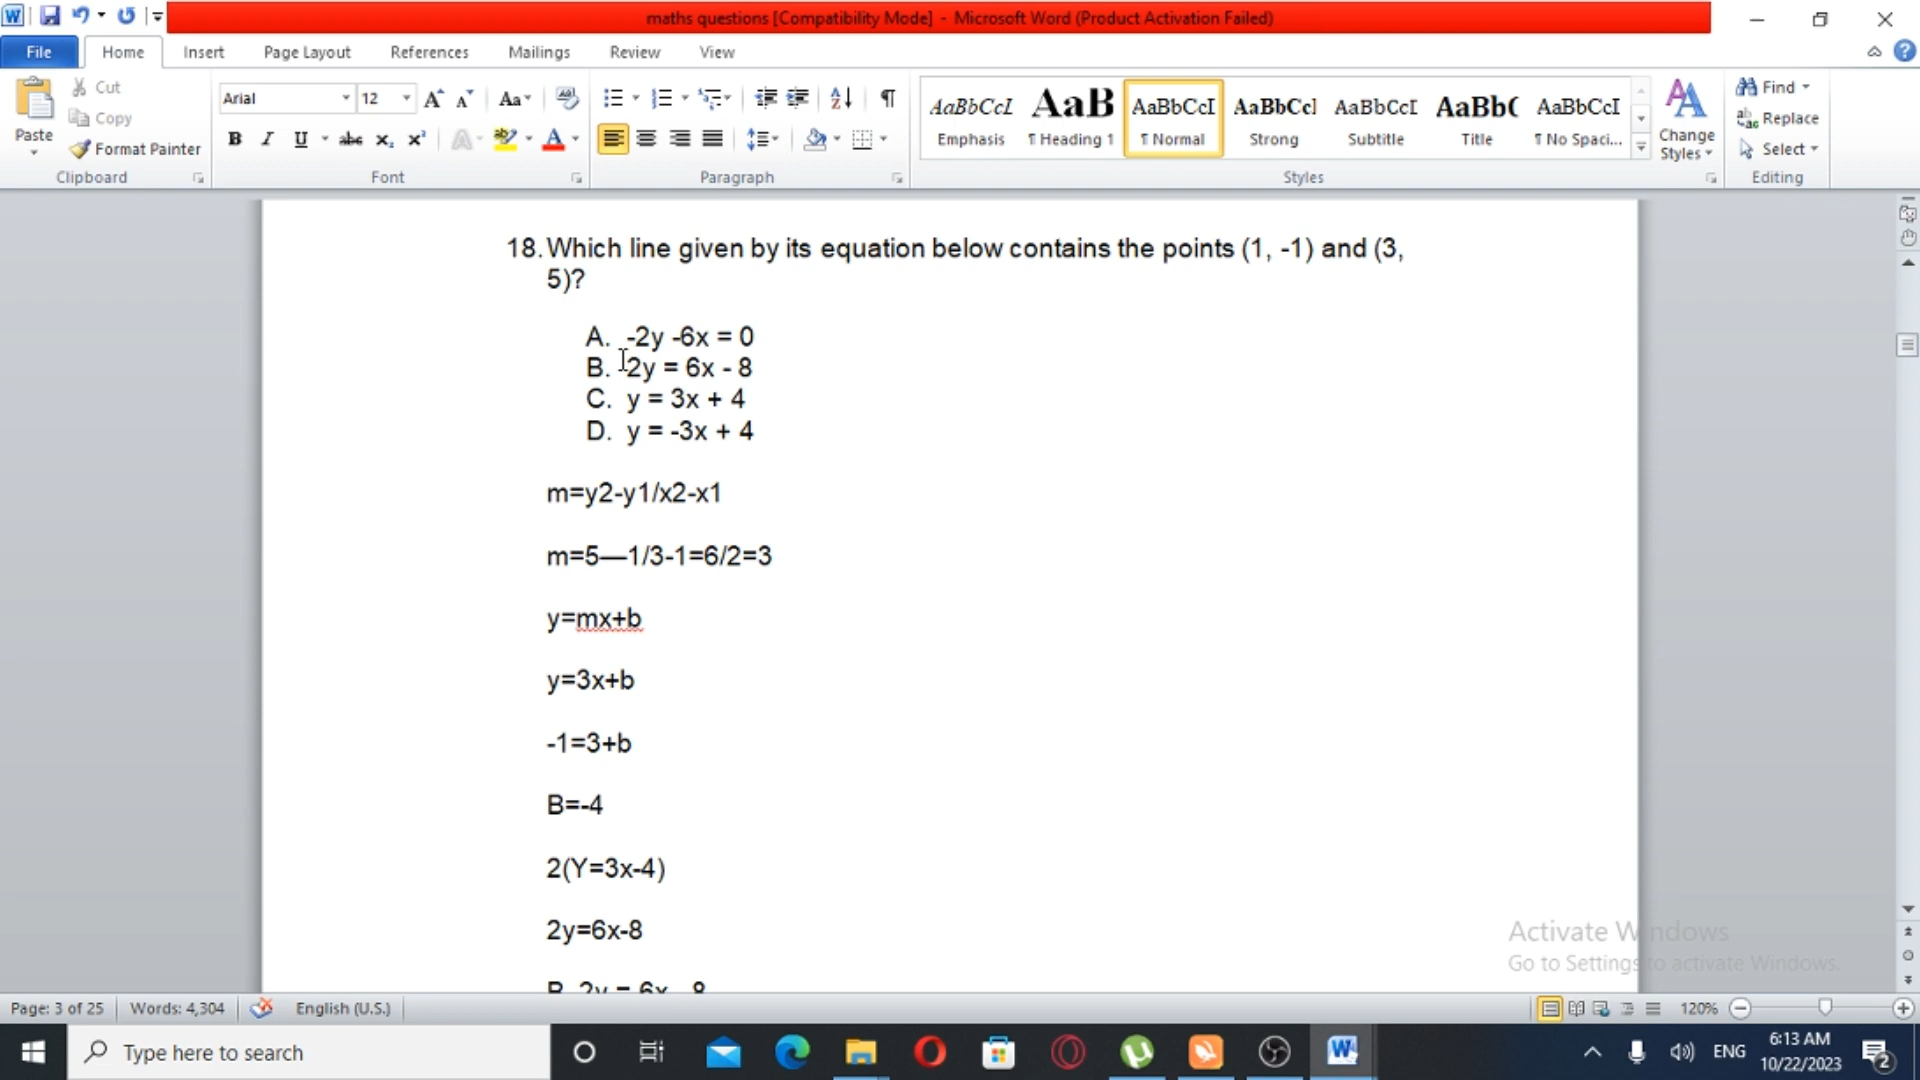 maths questions [Compatibility Mode] - Microsoft Word (Product Activation Failed)
File Home Insert Page Layout References Mailings Review View
Paste
Cut
Copy
Format Painter
Clipboard
Arial 12
Font
Paragraph
AaBbCcI AaB AaBbCcI AaBbCcI AaBbCcI AaBb( AaBbCcI
Emphasis ¶ Heading 1 ¶ Normal Strong Subtitle Title ¶ No Spaci...
Change Styles
Styles
Find
Replace
Select
Editing
18. Which line given by its equation below contains the points (1, -1) and (3,
5)?
A. -2y -6x = 0
B. 2y = 6x - 8
C. y = 3x + 4
D. y = -3x + 4
m=y2-y1/x2-x1
m=5—1/3-1=6/2=3
y=mx+b
y=3x+b
-1=3+b
B=-4
2(Y=3x-4)
2y=6x-8
B. 2y = 6x - 8
Activate Windows
Go to Settings to activate Windows.
Page: 3 of 25 Words: 4,304 English (U.S.) 120%
Type here to search
ENG
6:13 AM
10/22/2023
2